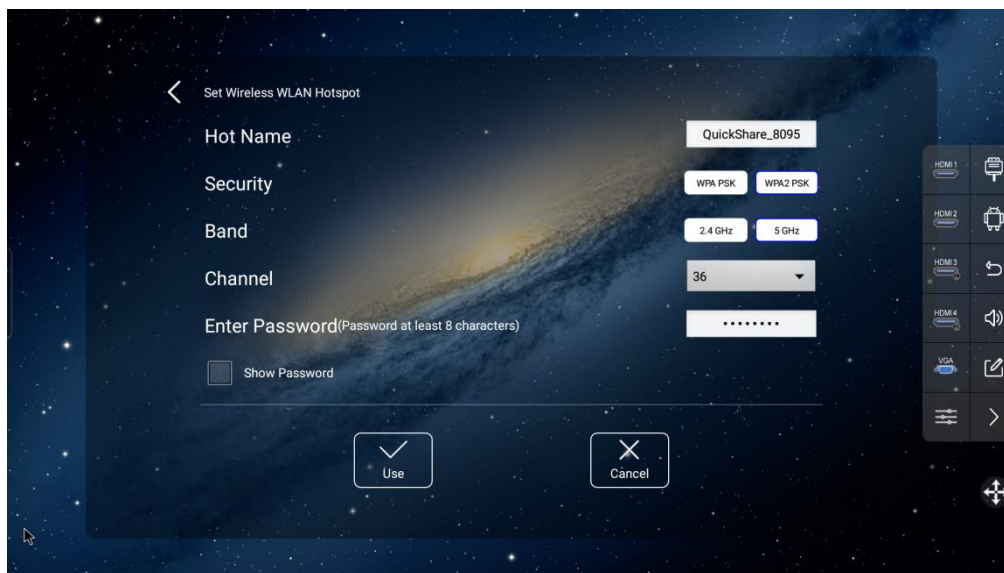 Set Wireless WLAN Hotspot
Hot Name
QuickShare_8095
Security
WPA PSK
WPA2 PSK
Band
2.4 GHz
5 GHz
Channel
36
Enter Password(Password at least 8 characters)
········
Show Password
Use
Cancel
HDMI 1
HDMI 2
HDMI 3
HDMI 4
VGA